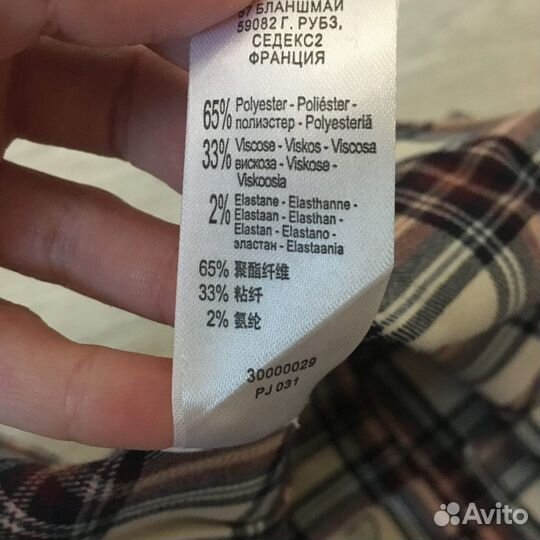 57 БЛАНШМАЙ
59082 Г. РУБЭ,
СЕДЕКС2
ФРАНЦИЯ
65% Polyester - Poliéster -
полиэстер - Polyesteriä
33% Viscose - Viskos - Viscosa
вискоза - Viskose -
Viskoosia
2% Elastane - Elasthanne -
Elastaan - Elasthan -
Elastan - Elastano -
эластан - Elastaania
65% 聚酯纤维
33% 粘纤
2% 氨纶
30000029
PJ 031
Avito